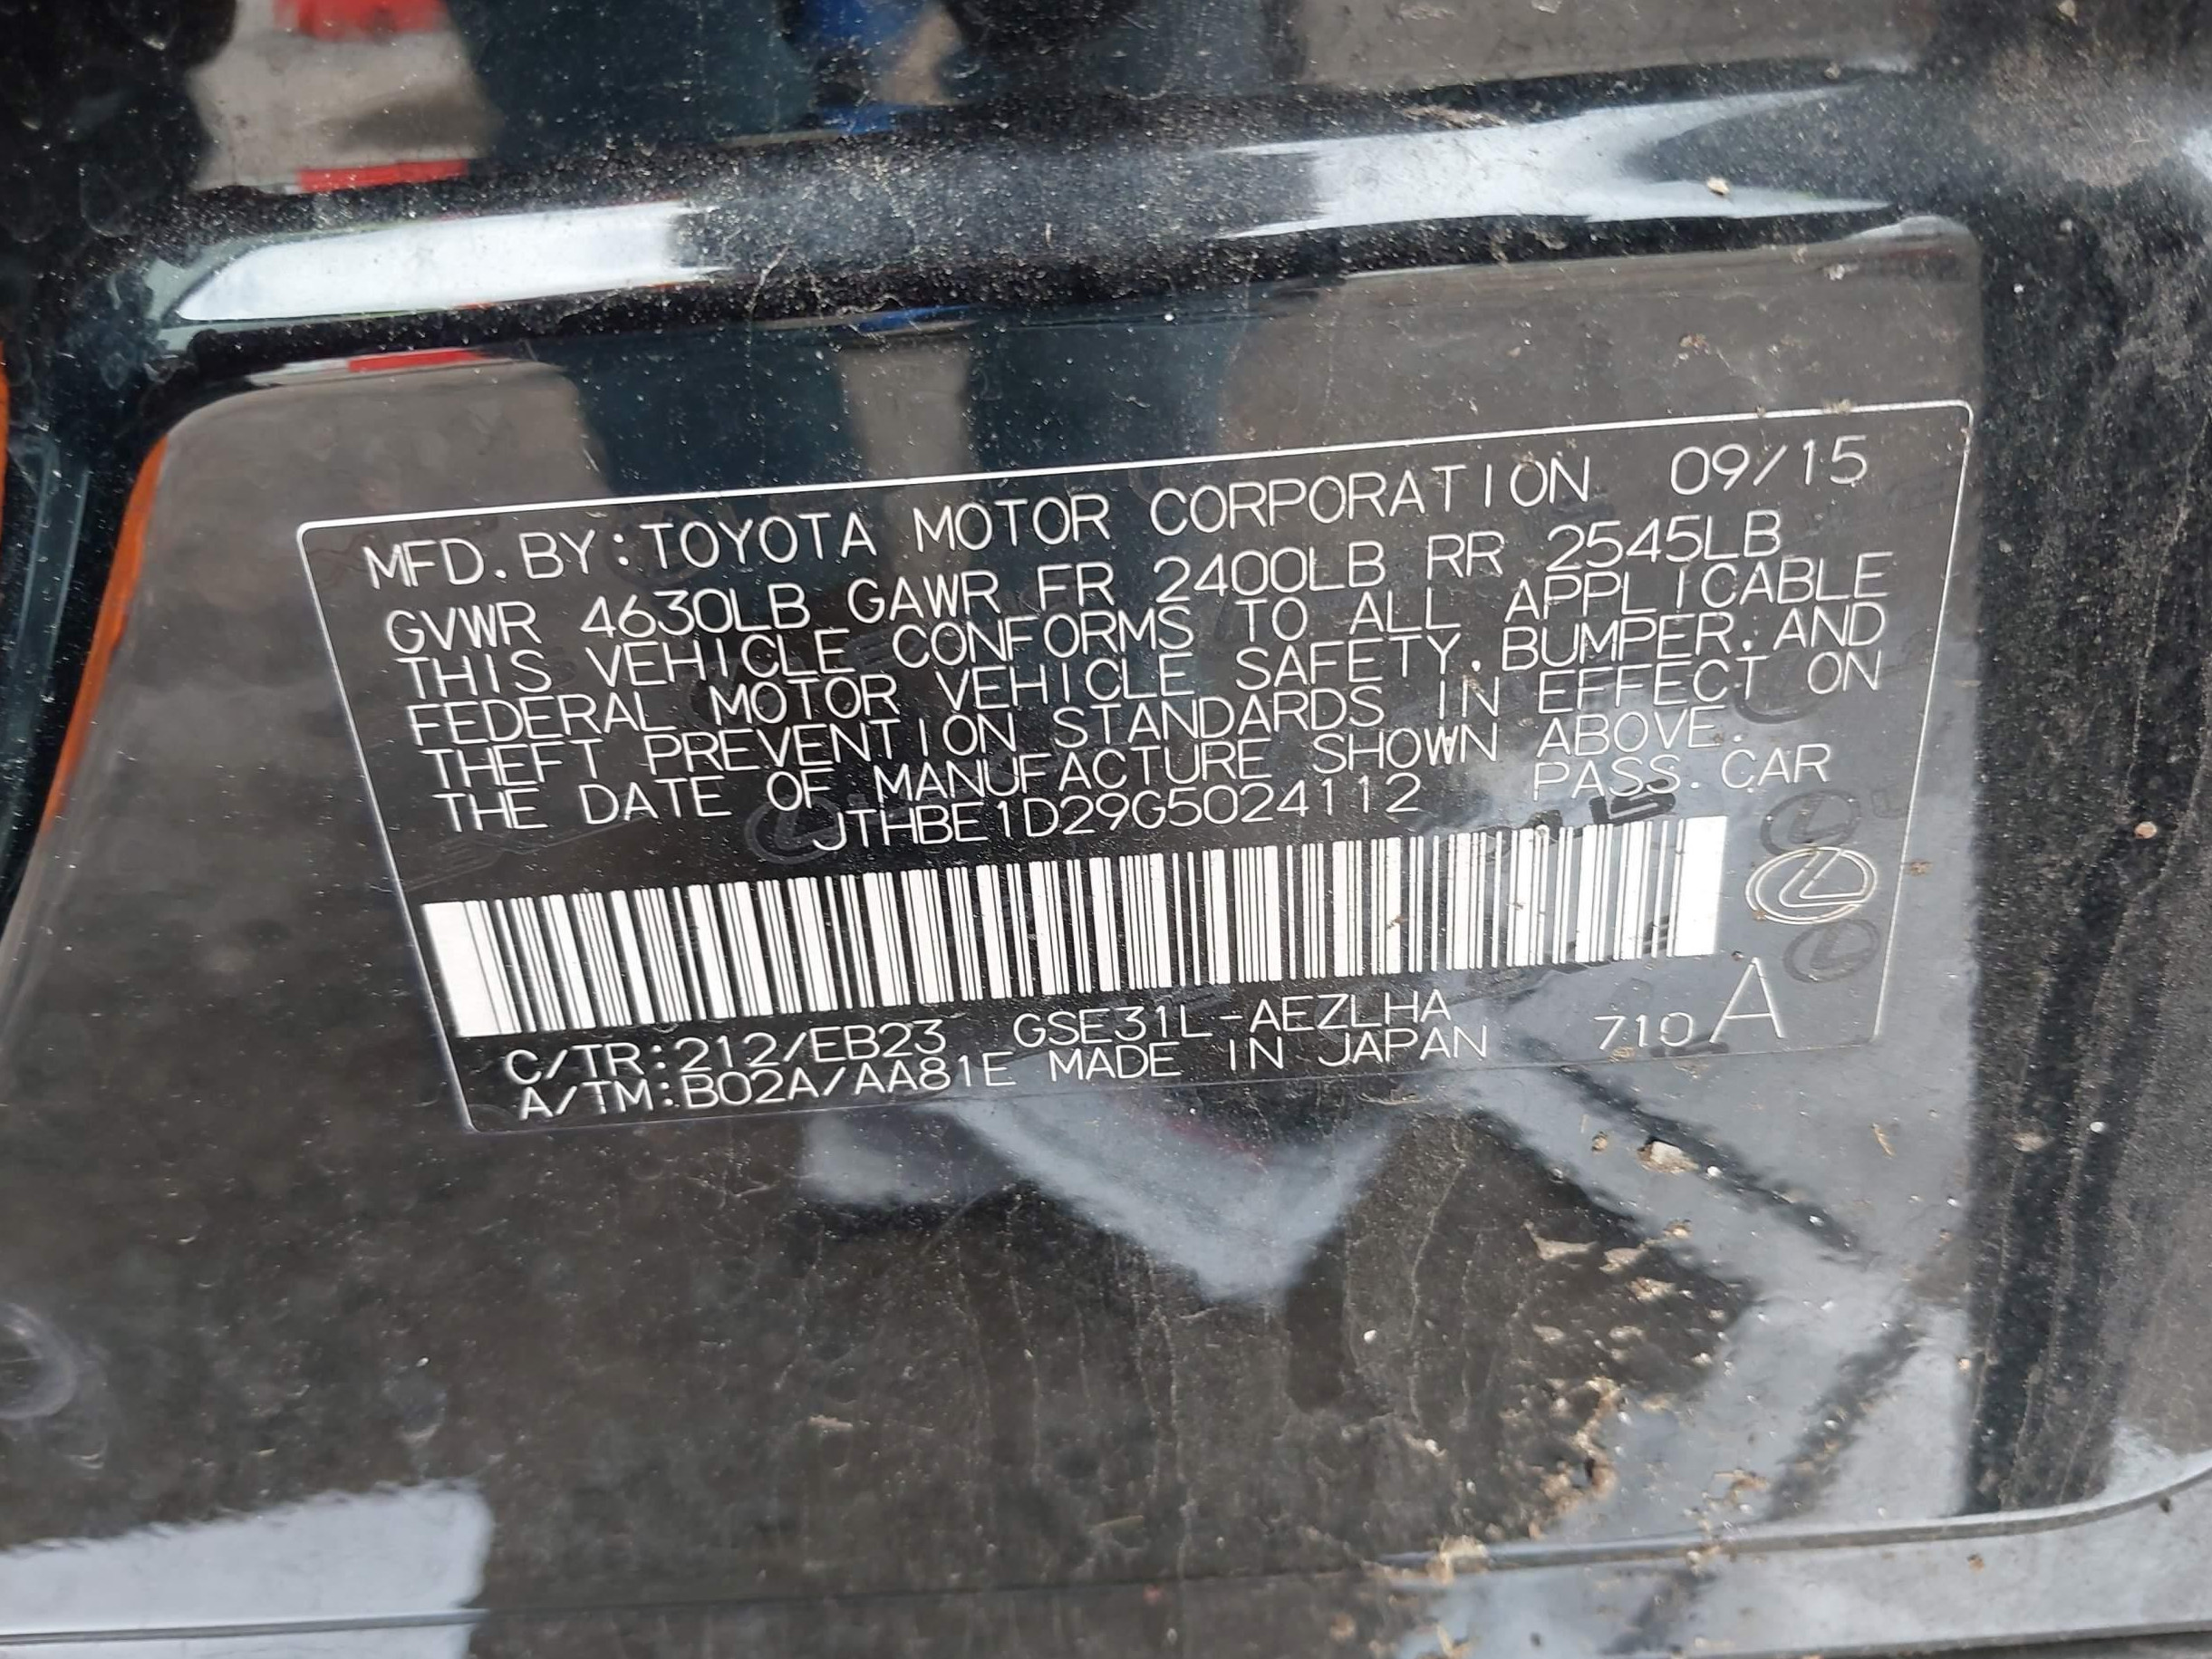 MFD. BY: TOYOTA MOTOR CORPORATION 09/15
GVWR 4630LB GAWR FR 2400LB RR 2545LB
THIS VEHICLE CONFORMS TO ALL APPLICABLE
FEDERAL MOTOR VEHICLE SAFETY, BUMPER, AND
THEFT PREVENTION STANDARDS IN EFFECT ON
THE DATE OF MANUFACTURE SHOWN ABOVE.
JTHBE1D29G5024112 PASS. CAR
C/TR:212/EB23 GSE31L-AEZLHA
A/TM:B02A/AA81E MADE IN JAPAN 710 A